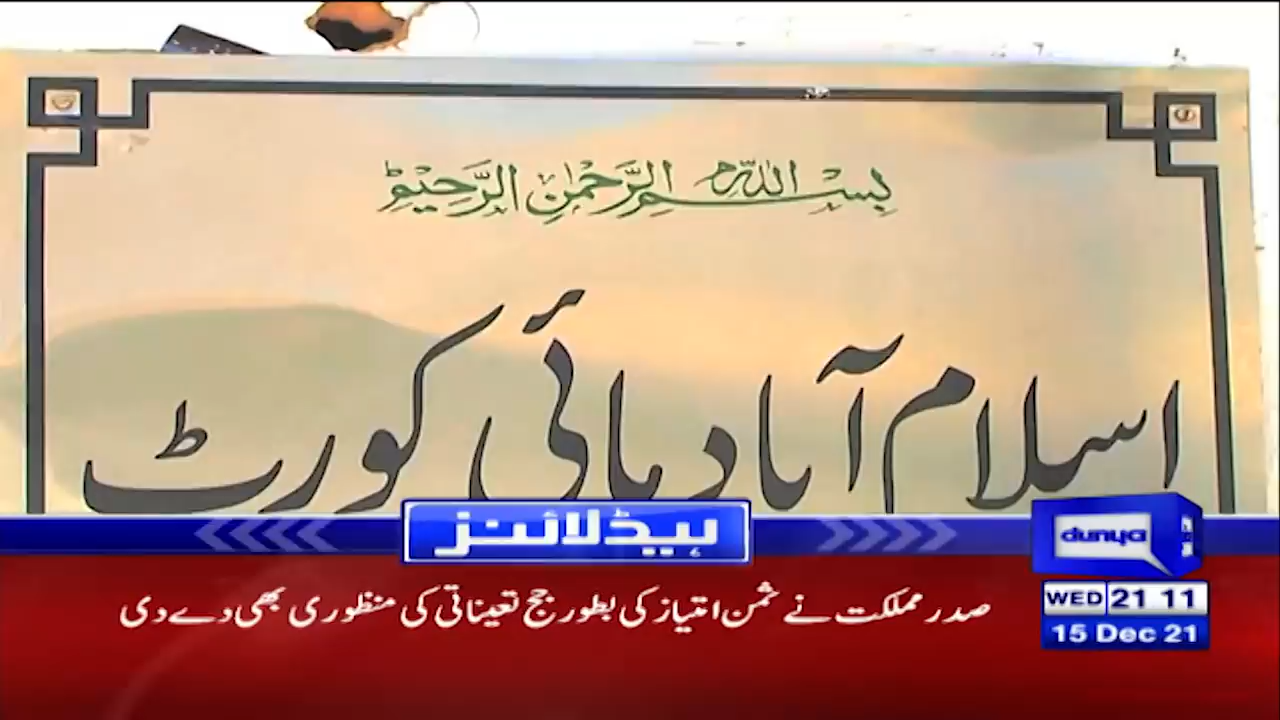 بسم اللہ الرحمن الرحیم
اسلام آباد ہائی کورٹ
ہیڈلائنز
dunya
صدر مملکت نے ثمن امتیاز کی بطور جج تعیناتی کی منظوری بھی دے دی
WED 21 11
15 Dec 21